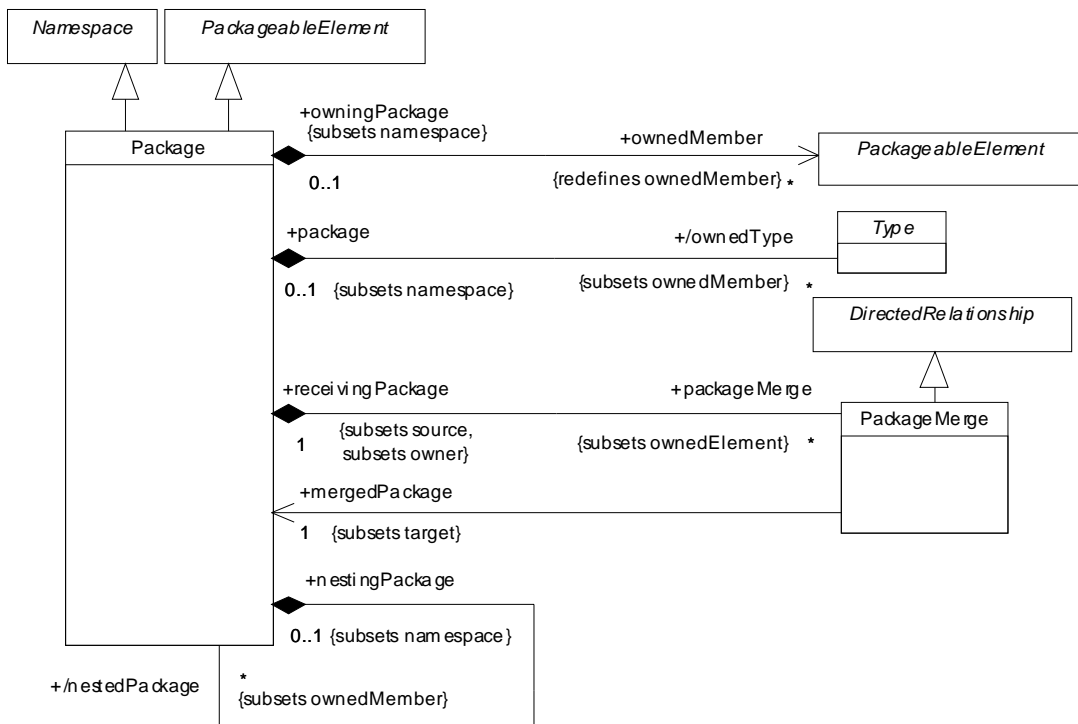 Namespace
PackageableElement
Package
+owningPackage
{subsets namespace}
+ownedMember
PackageableElement
0..1
{redefines ownedMember} *
+package
+/ownedType
Type
0..1 {subsets namespace}
{subsets ownedMember} *
DirectedRelationship
+receivingPackage
+packageMerge
PackageMerge
1 {subsets source,
subsets owner}
{subsets ownedElement} *
+mergedPackage
1 {subsets target}
+nestingPackage
0..1 {subsets namespace}
+/nestedPackage
*
{subsets ownedMember}